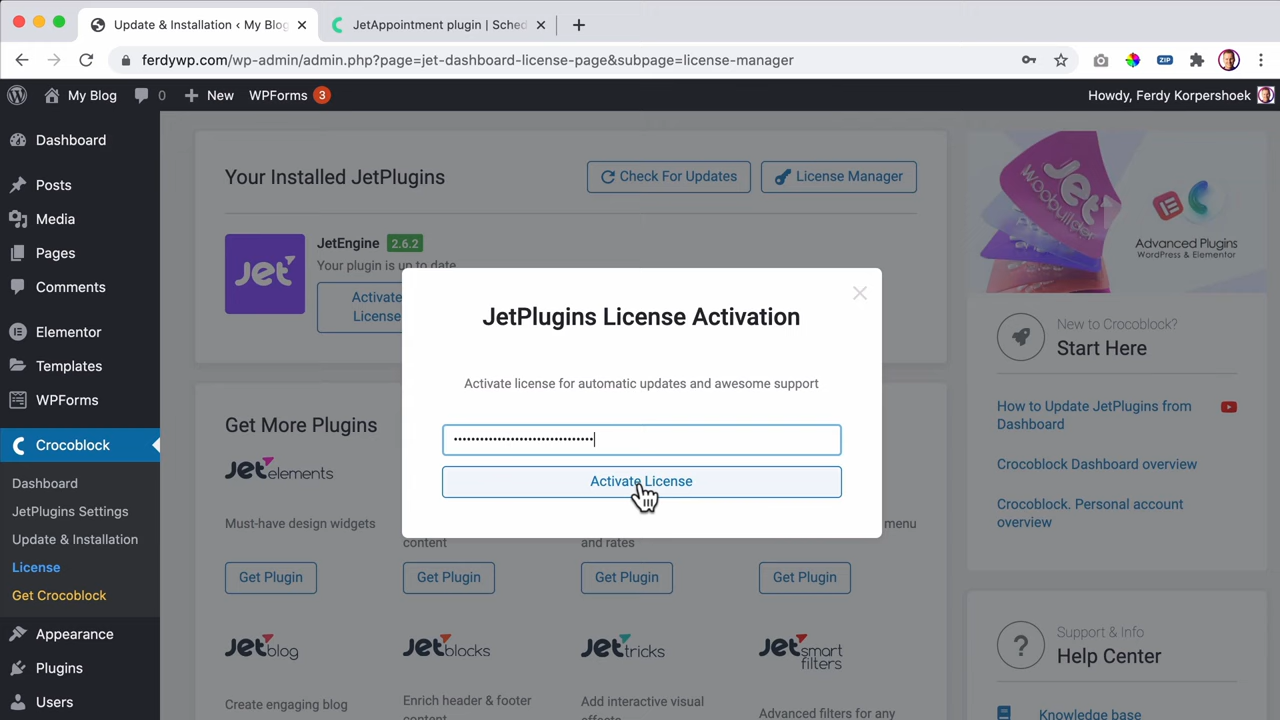 Update & Installation ‹ My Blog
JetAppointment plugin | Sched
ferdywp.com/wp-admin/admin.php?page=jet-dashboard-license-page&subpage=license-manager
ZIP
My Blog
0
New
WPForms 3
Howdy, Ferdy Korpershoek
Dashboard
Posts
Media
Pages
Comments
Elementor
Templates
WPForms
Crocoblock
Dashboard
JetPlugins Settings
Update & Installation
License
Get Crocoblock
Appearance
Plugins
Users
Your Installed JetPlugins
Check For Updates
License Manager
Jet
JetEngine 2.6.2
Your plugin is up to date
Activate
License
JetPlugins License Activation
Activate license for automatic updates and awesome support
Activate License
Get More Plugins
Jetelements
Must-have design widgets
content
and rates
menu
Get Plugin
Get Plugin
Get Plugin
Get Plugin
Jetblog
Jetblocks
Jettricks
Jetsmart
filters
Create engaging blog
Enrich header & footer
Add interactive visual
Advanced filters for any
Jet
Woobuilder
Advanced Plugins
WordPress & Elementor
New to Crocoblock?
Start Here
How to Update JetPlugins from
Dashboard
Crocoblock Dashboard overview
Crocoblock. Personal account
overview
Support & Info
Help Center
Knowledge base